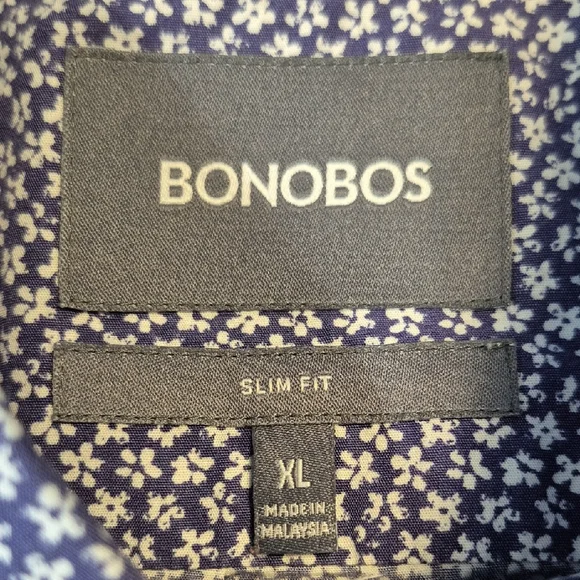 BONOBOS
SLIM FIT
XL
MADE IN
MALAYSIA